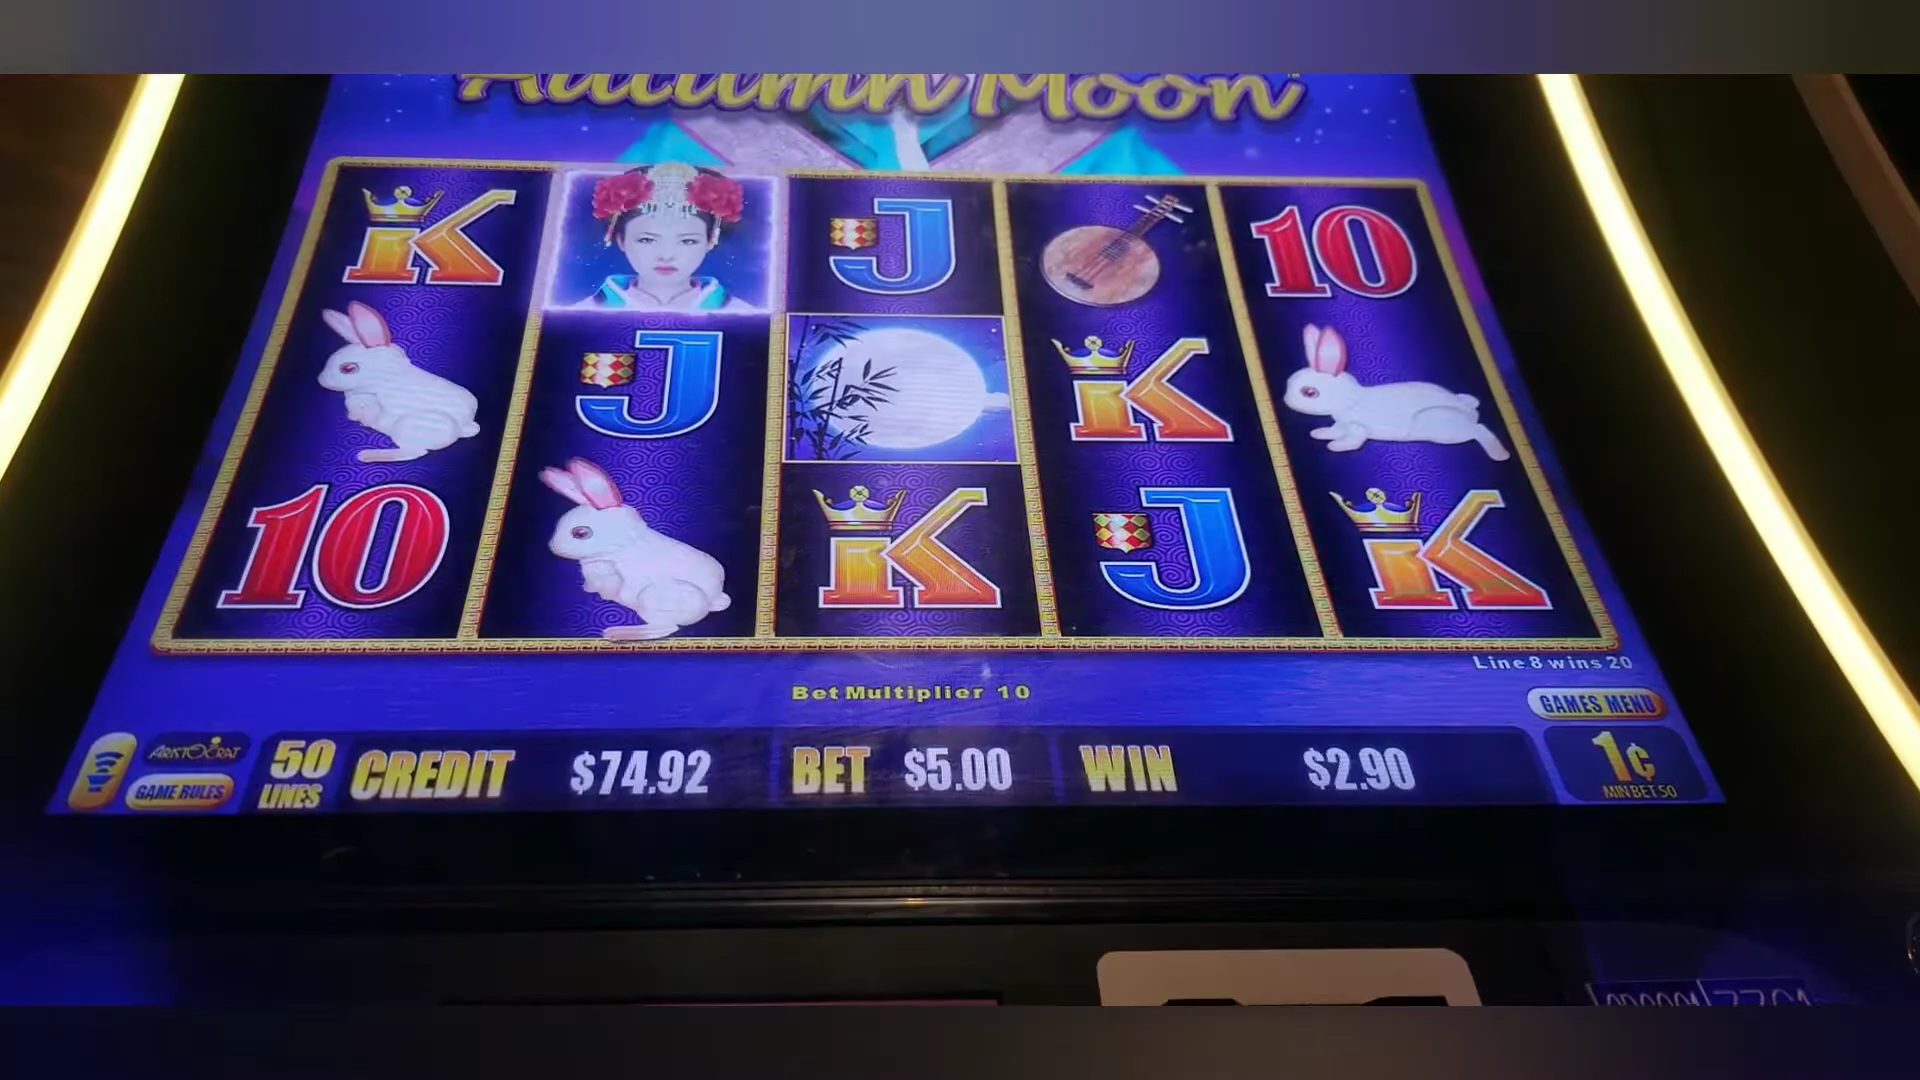 Autumn Moon
K J 10
J K
10 K J K
Line 8 wins 20
Bet Multiplier 10
GAMES MENU
ARISTOCRAT
GAME RULES
50 LINES
CREDIT $74.92
BET $5.00
WIN $2.90
1¢
MIN BET 50